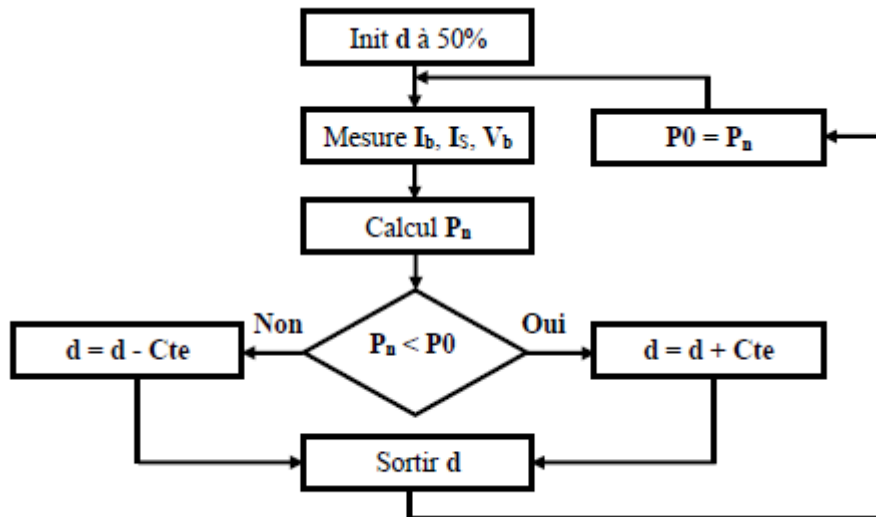 Init d à 50%
Mesure Ib, IS, Vb
P0 = Pn
Calcul Pn
Non
Oui
d = d - Cte
Pn < P0
d = d + Cte
Sortir d